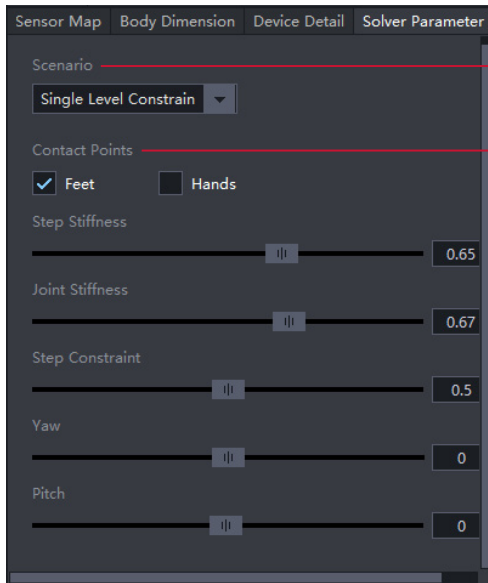 Sensor Map Body Dimension Device Detail Solver Parameter
Scenario
Single Level Constrain
Contact Points
Feet Hands
Step Stiffness
0.65
Joint Stiffness
0.67
Step Constraint
0.5
Yaw
0
Pitch
0